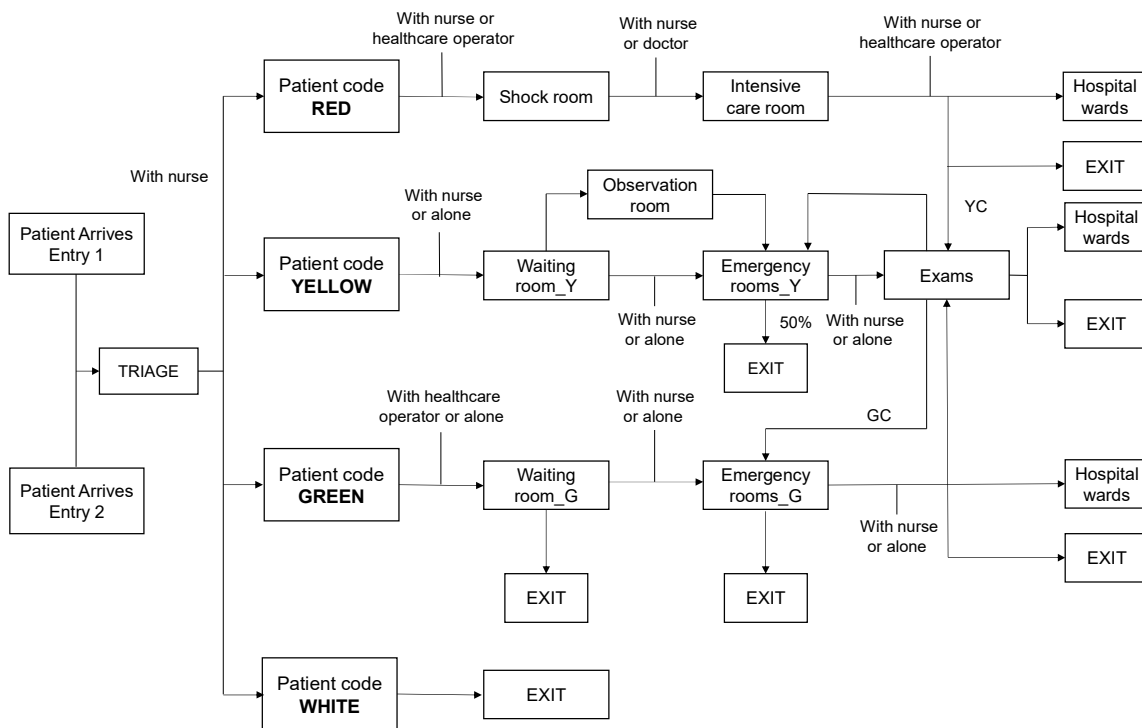 With nurse or
healthcare operator
With nurse
or doctor
With nurse or
healthcare operator
Patient code
RED
Shock room
Intensive
care room
Hospital
wards
EXIT
With nurse
Observation
room
YC
With nurse
or alone
Hospital
wards
Patient Arrives
Entry 1
Patient code
YELLOW
Waiting
room_Y
Emergency
rooms_Y
Exams
With nurse
or alone
50%
With nurse
or alone
EXIT
TRIAGE
EXIT
With healthcare
operator or alone
With nurse
or alone
GC
Patient Arrives
Entry 2
Patient code
GREEN
Waiting
room_G
Emergency
rooms_G
Hospital
wards
With nurse
or alone
EXIT
EXIT
EXIT
Patient code
WHITE
EXIT